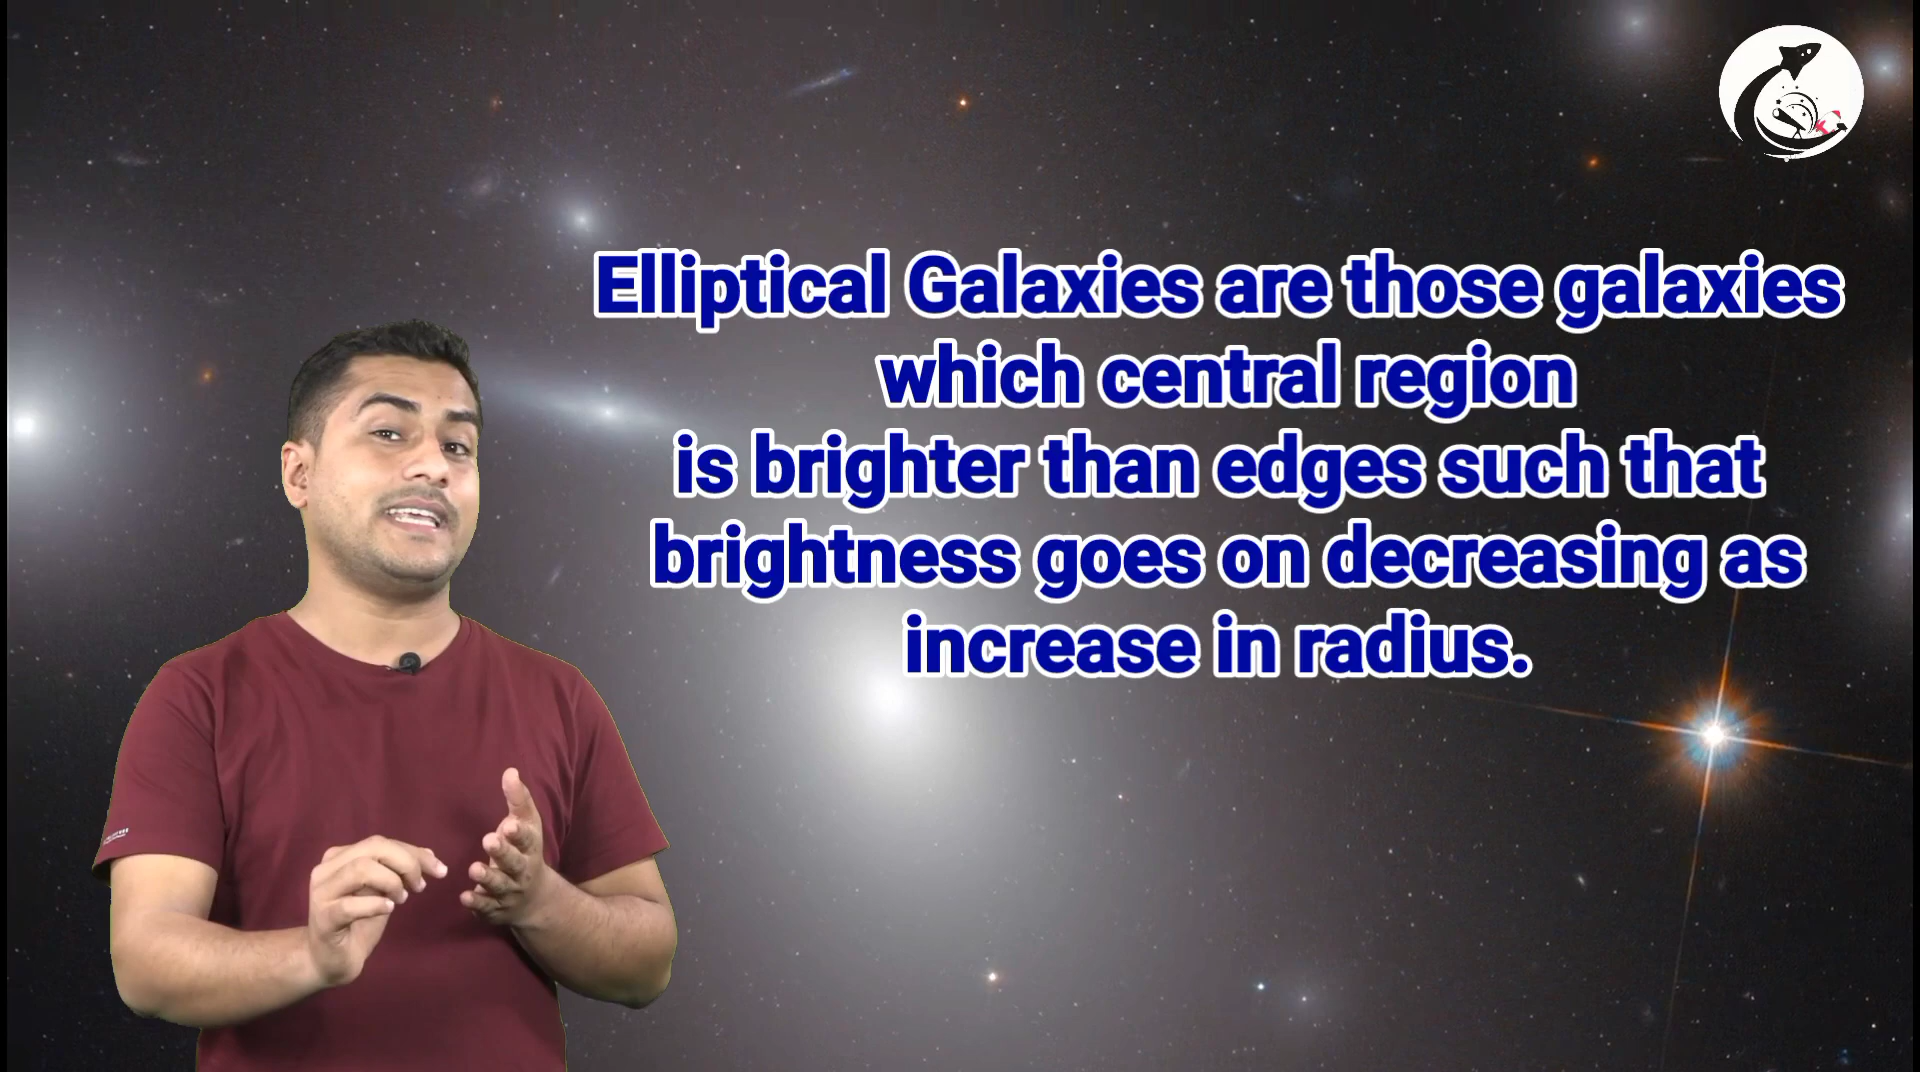 Elliptical Galaxies are those galaxies
which central region
is brighter than edges such that
brightness goes on decreasing as
increase in radius.